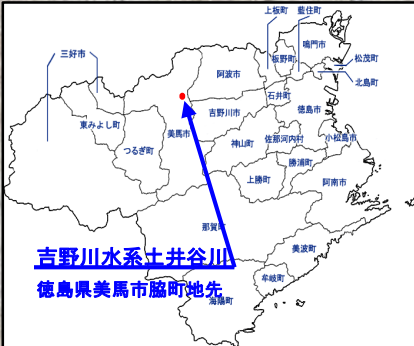 上板町
藍住町
鳴門市
三好市
板野町
松茂町
阿波市
北島町
石井町
徳島市
東みよし町
吉野川市
美馬市
つるぎ町
神山町
佐那河内村
小松島市
勝浦町
上勝町
阿南市
那賀町
美波町
吉野川水系土井谷川
牟岐町
徳島県美馬市脇町地先
海陽町